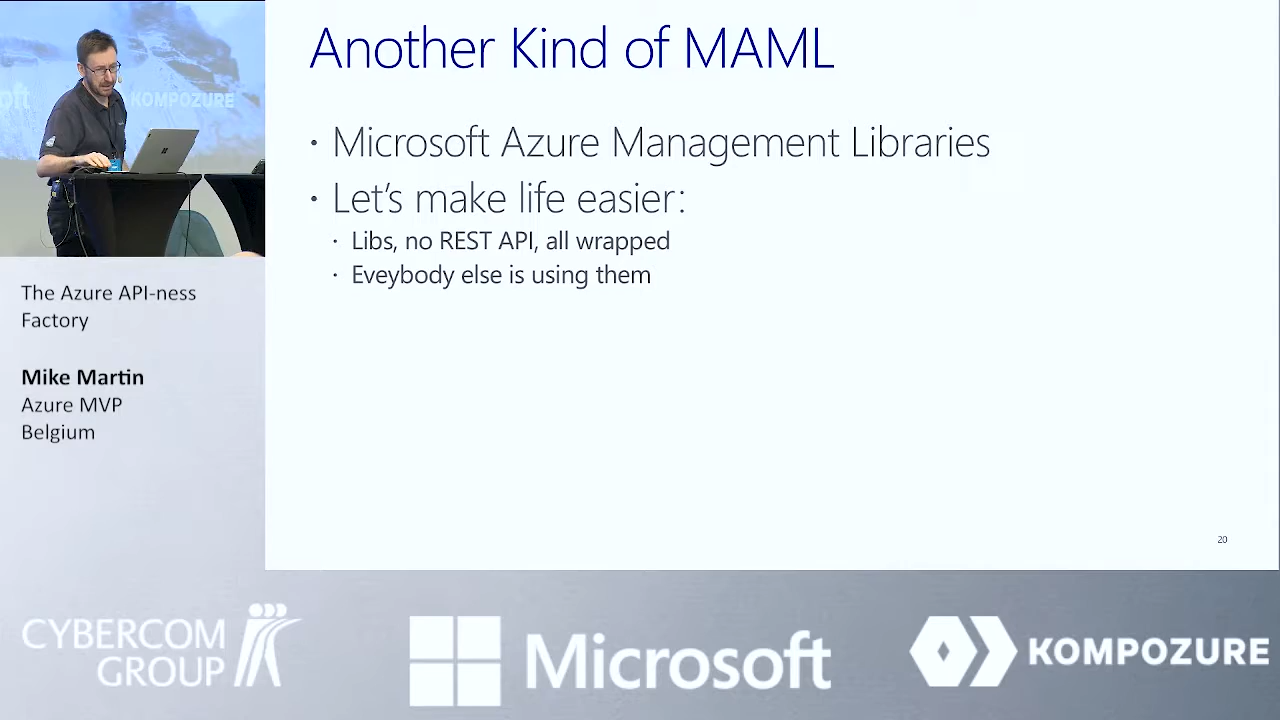 oft
KOMPOZURE
Another Kind of MAML
• Microsoft Azure Management Libraries
• Let's make life easier:
• Libs, no REST API, all wrapped
• Eveybody else is using them
20
The Azure API-ness
Factory
Mike Martin
Azure MVP
Belgium
CYBERCOM
GROUP
Microsoft
KOMPOZURE